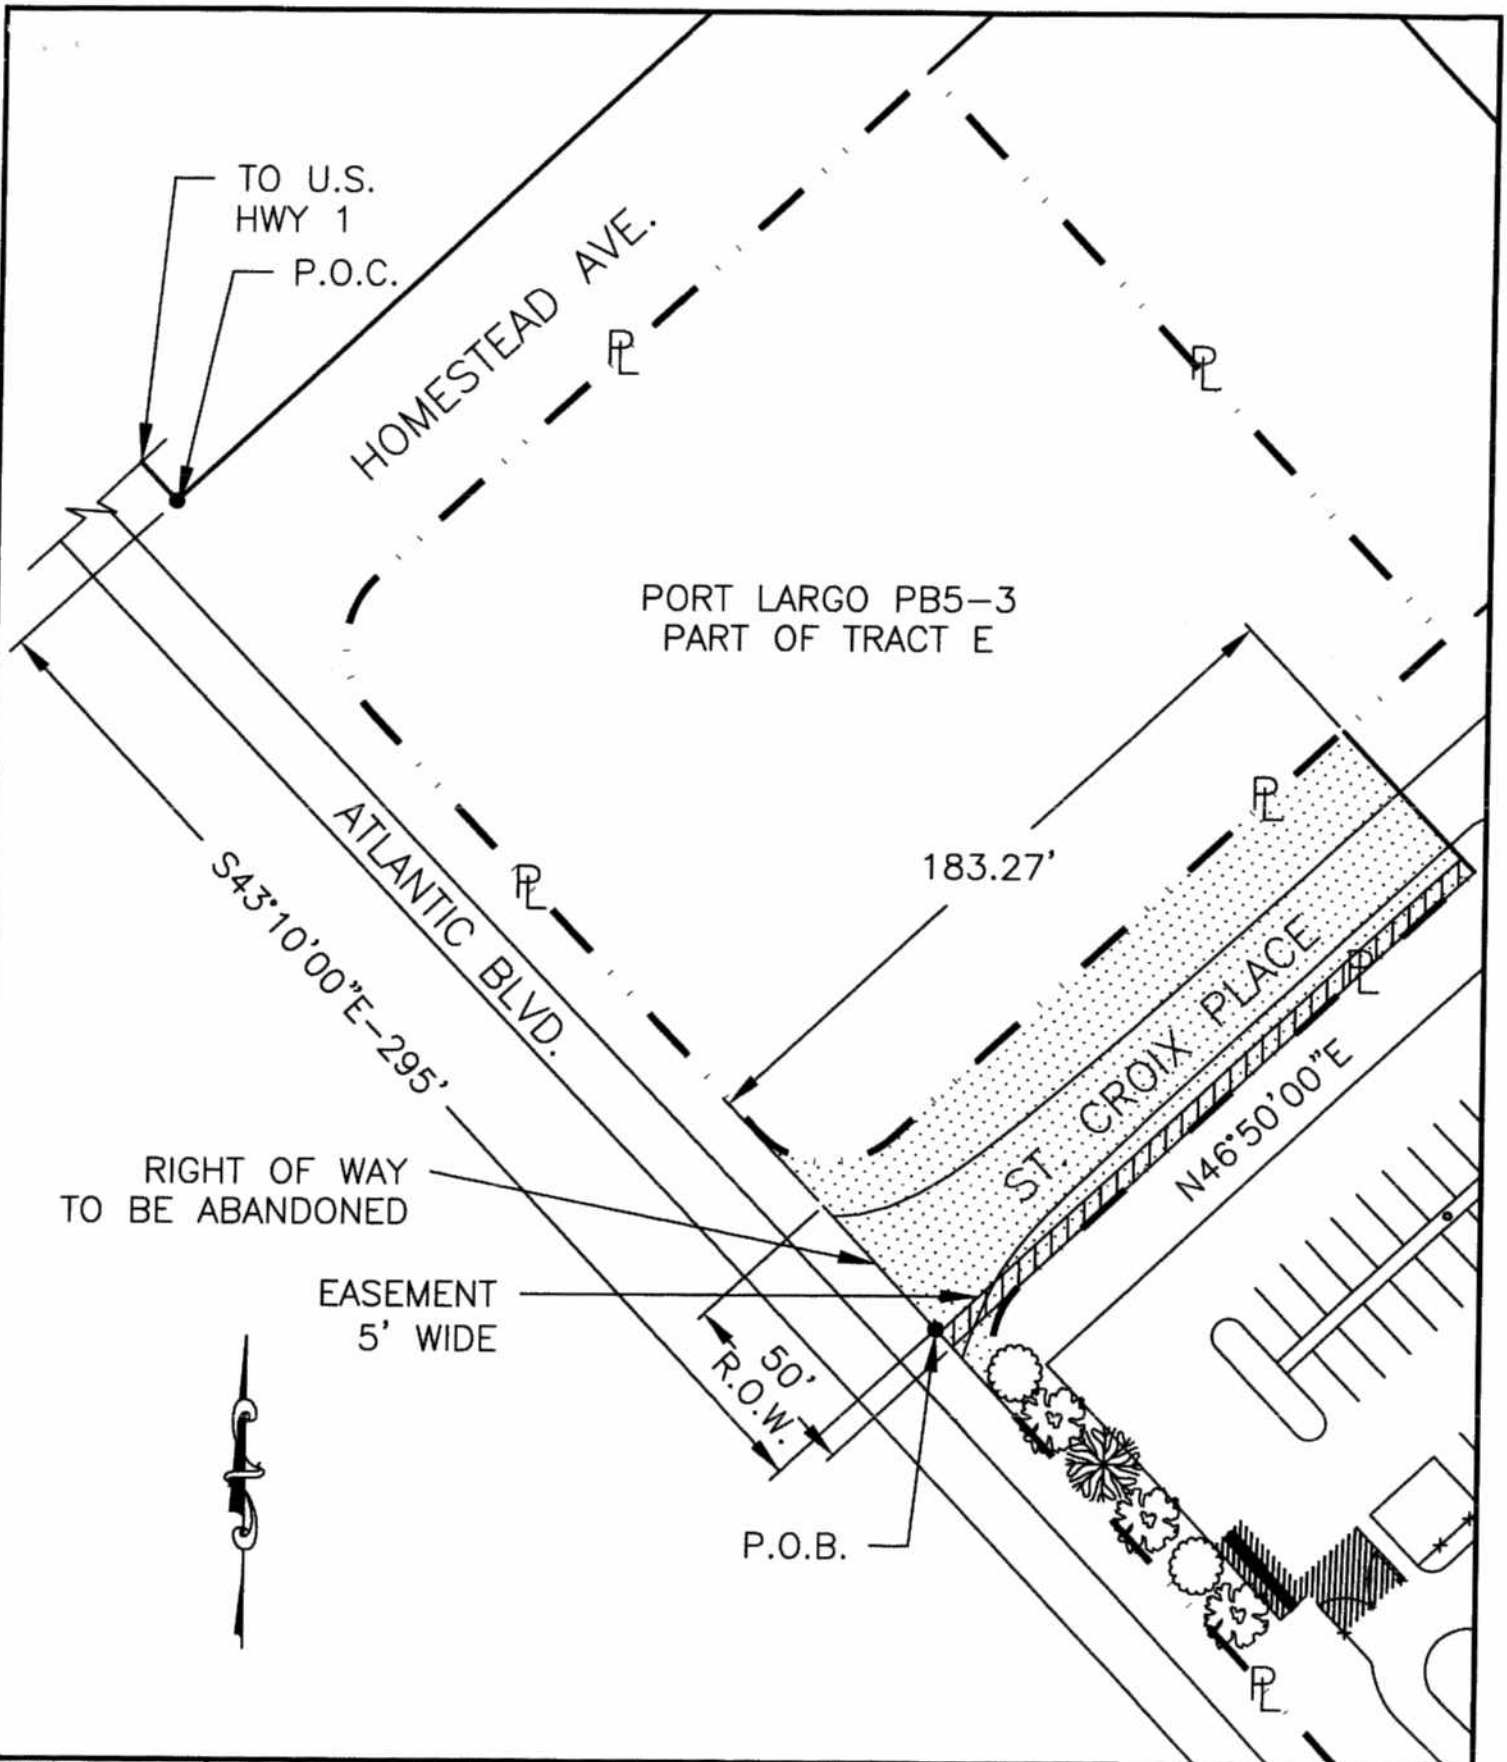 TO U.S.
HWY 1
P.O.C.
HOMESTEAD AVE.
PL
PL
PORT LARGO PB5-3
PART OF TRACT E
PL
183.27'
ATLANTIC BLVD.
PL
S43°10'00"E-295'
ST. CROIX PLACE
PL
N46°50'00"E
RIGHT OF WAY
TO BE ABANDONED
EASEMENT
5' WIDE
50'
R.O.W.
P.O.B.
PL